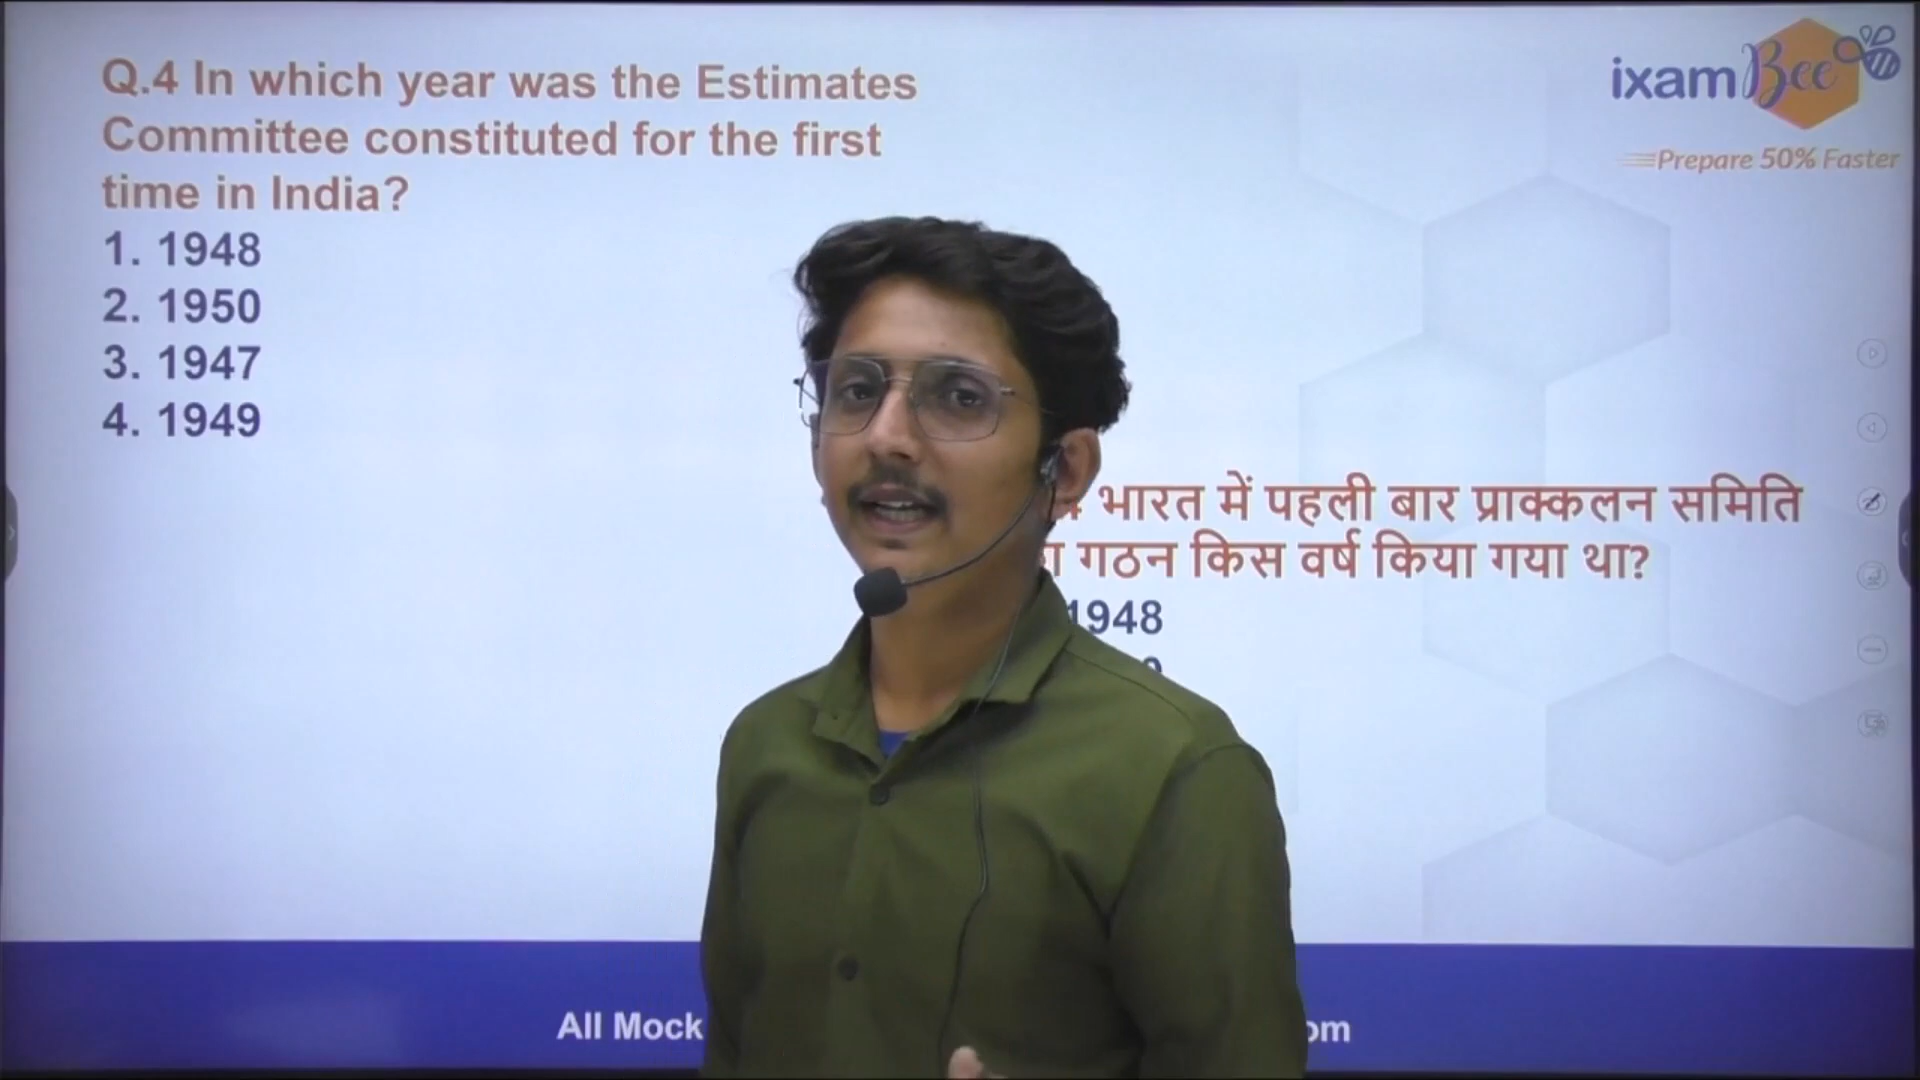 Q.4 In which year was the Estimates
Committee constituted for the first
time in India?
1. 1948
2. 1950
3. 1947
4. 1949
ixamBee
Prepare 50% Faster
भारत में पहली बार प्राक्कलन समिति
गठन किस वर्ष किया गया था?
1948
All Mock
om